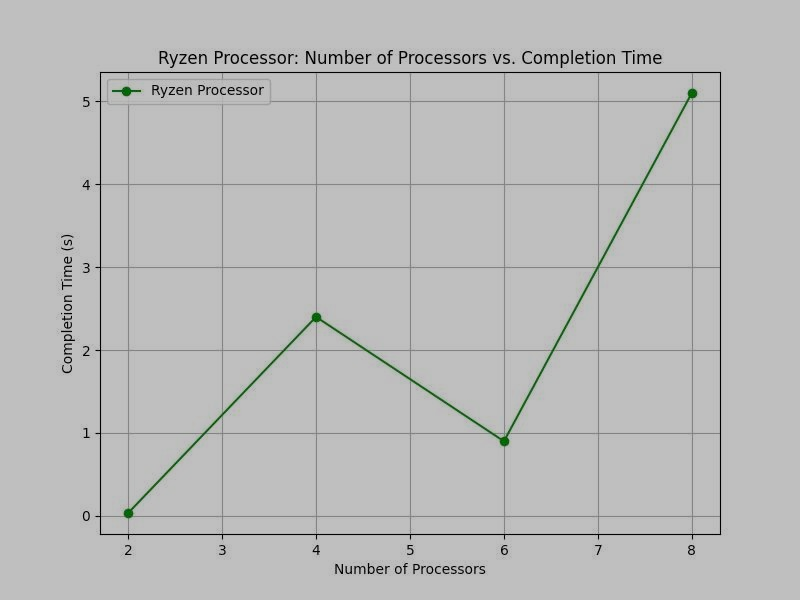 Ryzen Processor: Number of Processors vs. Completion Time
Ryzen Processor
5
4
3
2
1
0
Completion Time (s)
2 3 4 5 6 7 8
Number of Processors